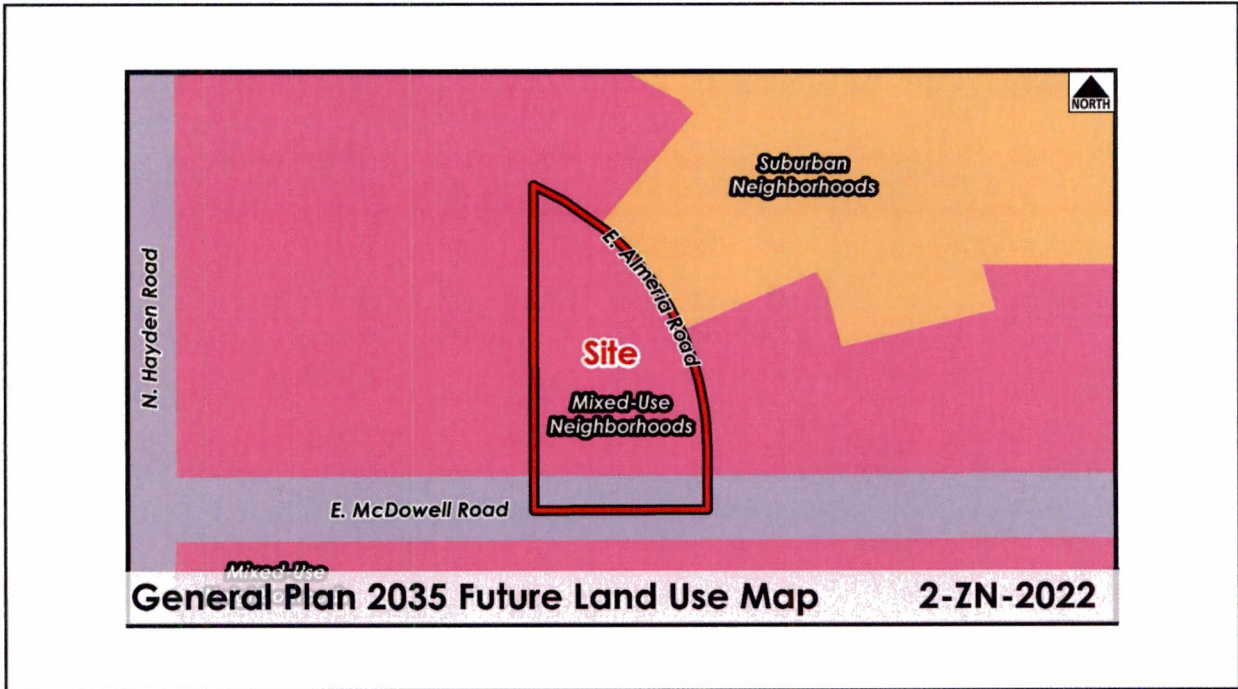 NORTH
Suburban
Neighborhoods
N. Hayden Road
E. Almeria Road
Site
Mixed-Use
Neighborhoods
E. McDowell Road
Mixed-Use
General Plan 2035 Future Land Use Map 2-ZN-2022